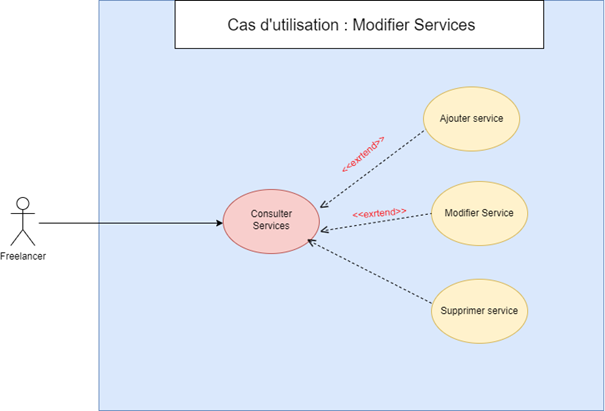 Cas d'utilisation : Modifier Services
Ajouter service
<<exrtend>>
Consulter
Services
<<exrtend>>
Modifier Service
Freelancer
Supprimer service